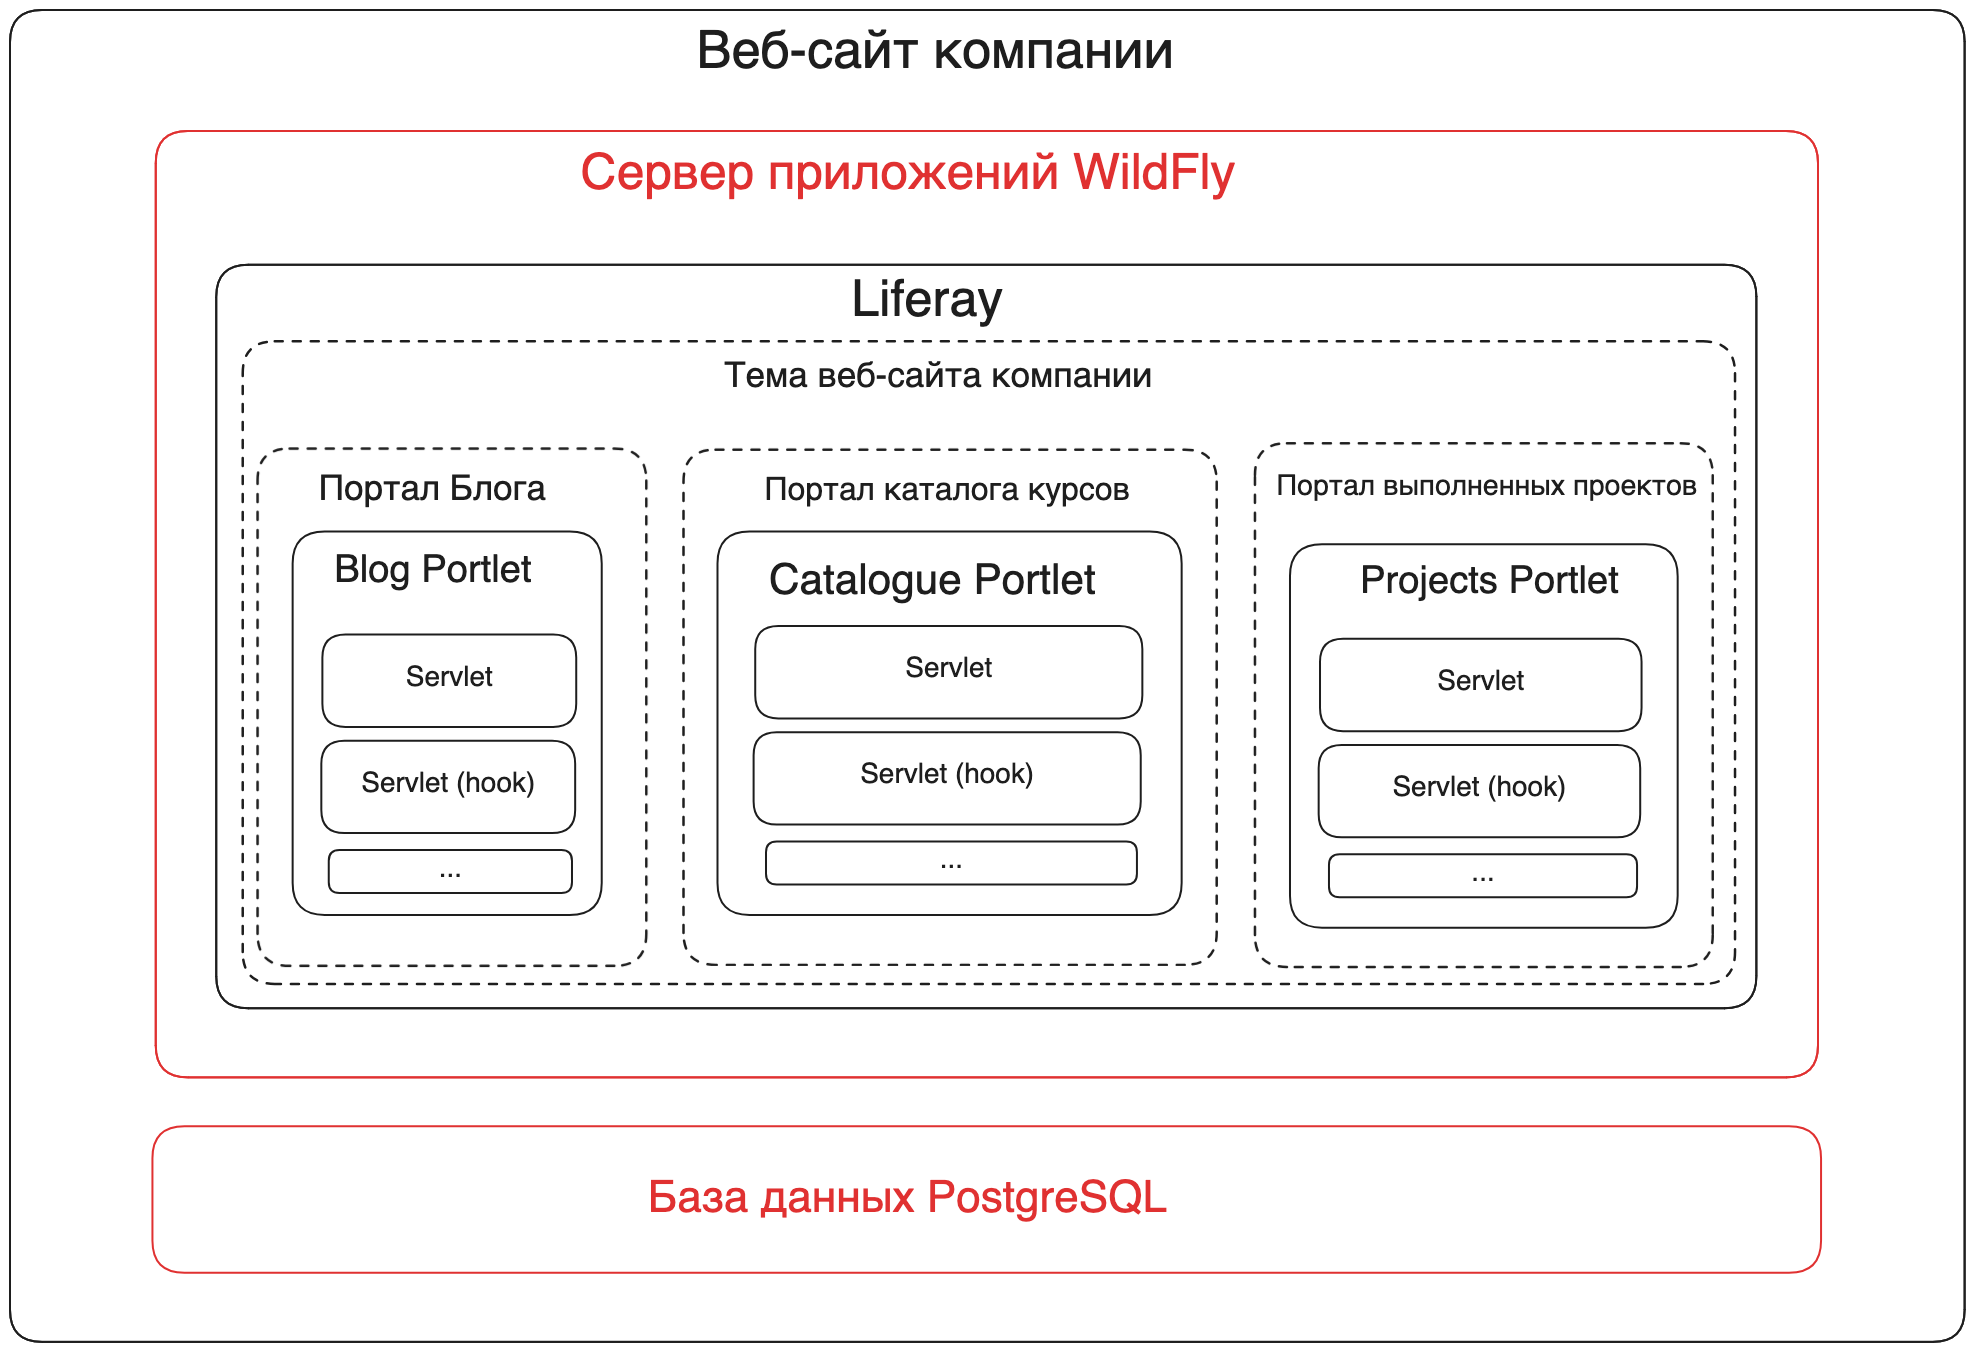 Веб-сайт компании
Сервер приложений WildFly
Liferay
Тема веб-сайта компании
Портал Блога
Blog Portlet
Servlet
Servlet (hook)
...
Портал каталога курсов
Catalogue Portlet
Servlet
Servlet (hook)
...
Портал выполненных проектов
Projects Portlet
Servlet
Servlet (hook)
...
База данных PostgreSQL